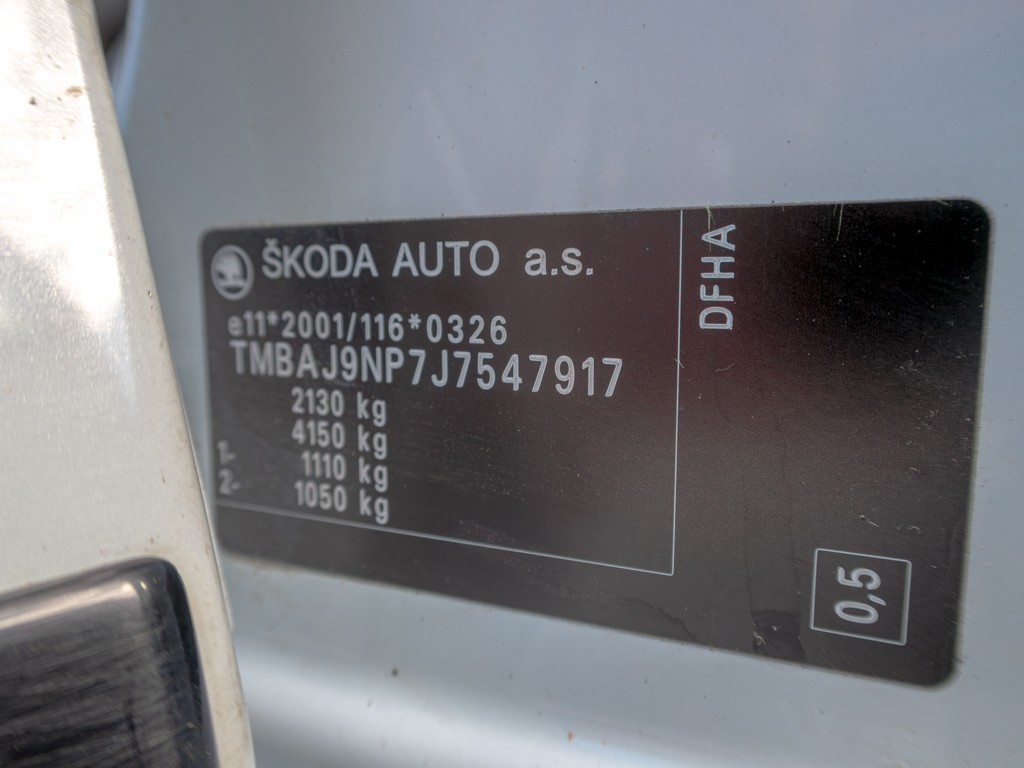 ŠKODA AUTO a.s.
e11*2001/116*0326
TMBAJ9NP7J7547917
2130 kg
4150 kg
1- 1110 kg
2- 1050 kg
DFHA
0,5